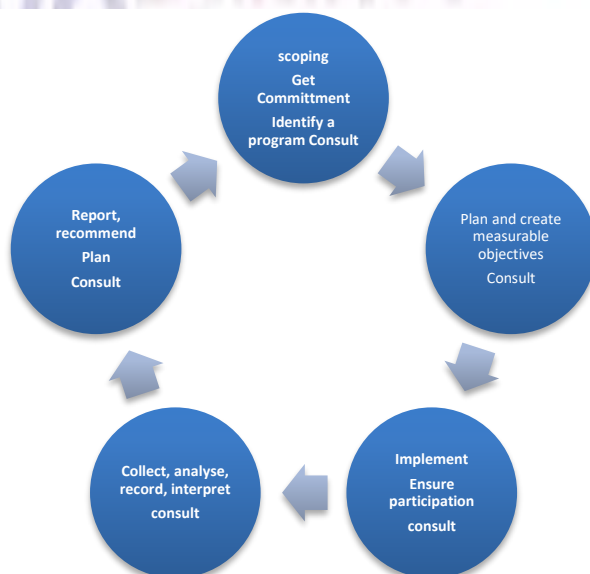 scoping
Get
Committment
Identify a
program Consult
Plan and create
measurable
objectives
Consult
Implement
Ensure
participation
consult
Collect, analyse,
record, interpret
consult
Report,
recommend
Plan
Consult